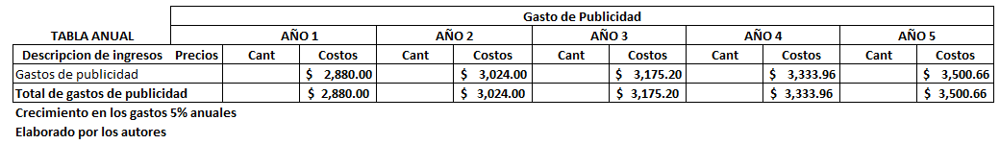 Gasto de Publicidad
TABLA ANUAL AÑO 1 AÑO 2 AÑO 3 AÑO 4 AÑO 5
Descripcion de ingresos Precios Cant Costos Cant Costos Cant Costos Cant Costos Cant Costos
Gastos de publicidad $ 2,880.00 $ 3,024.00 $ 3,175.20 $ 3,333.96 $ 3,500.66
Total de gastos de publicidad $ 2,880.00 $ 3,024.00 $ 3,175.20 $ 3,333.96 $ 3,500.66
Crecimiento en los gastos 5% anuales
Elaborado por los autores